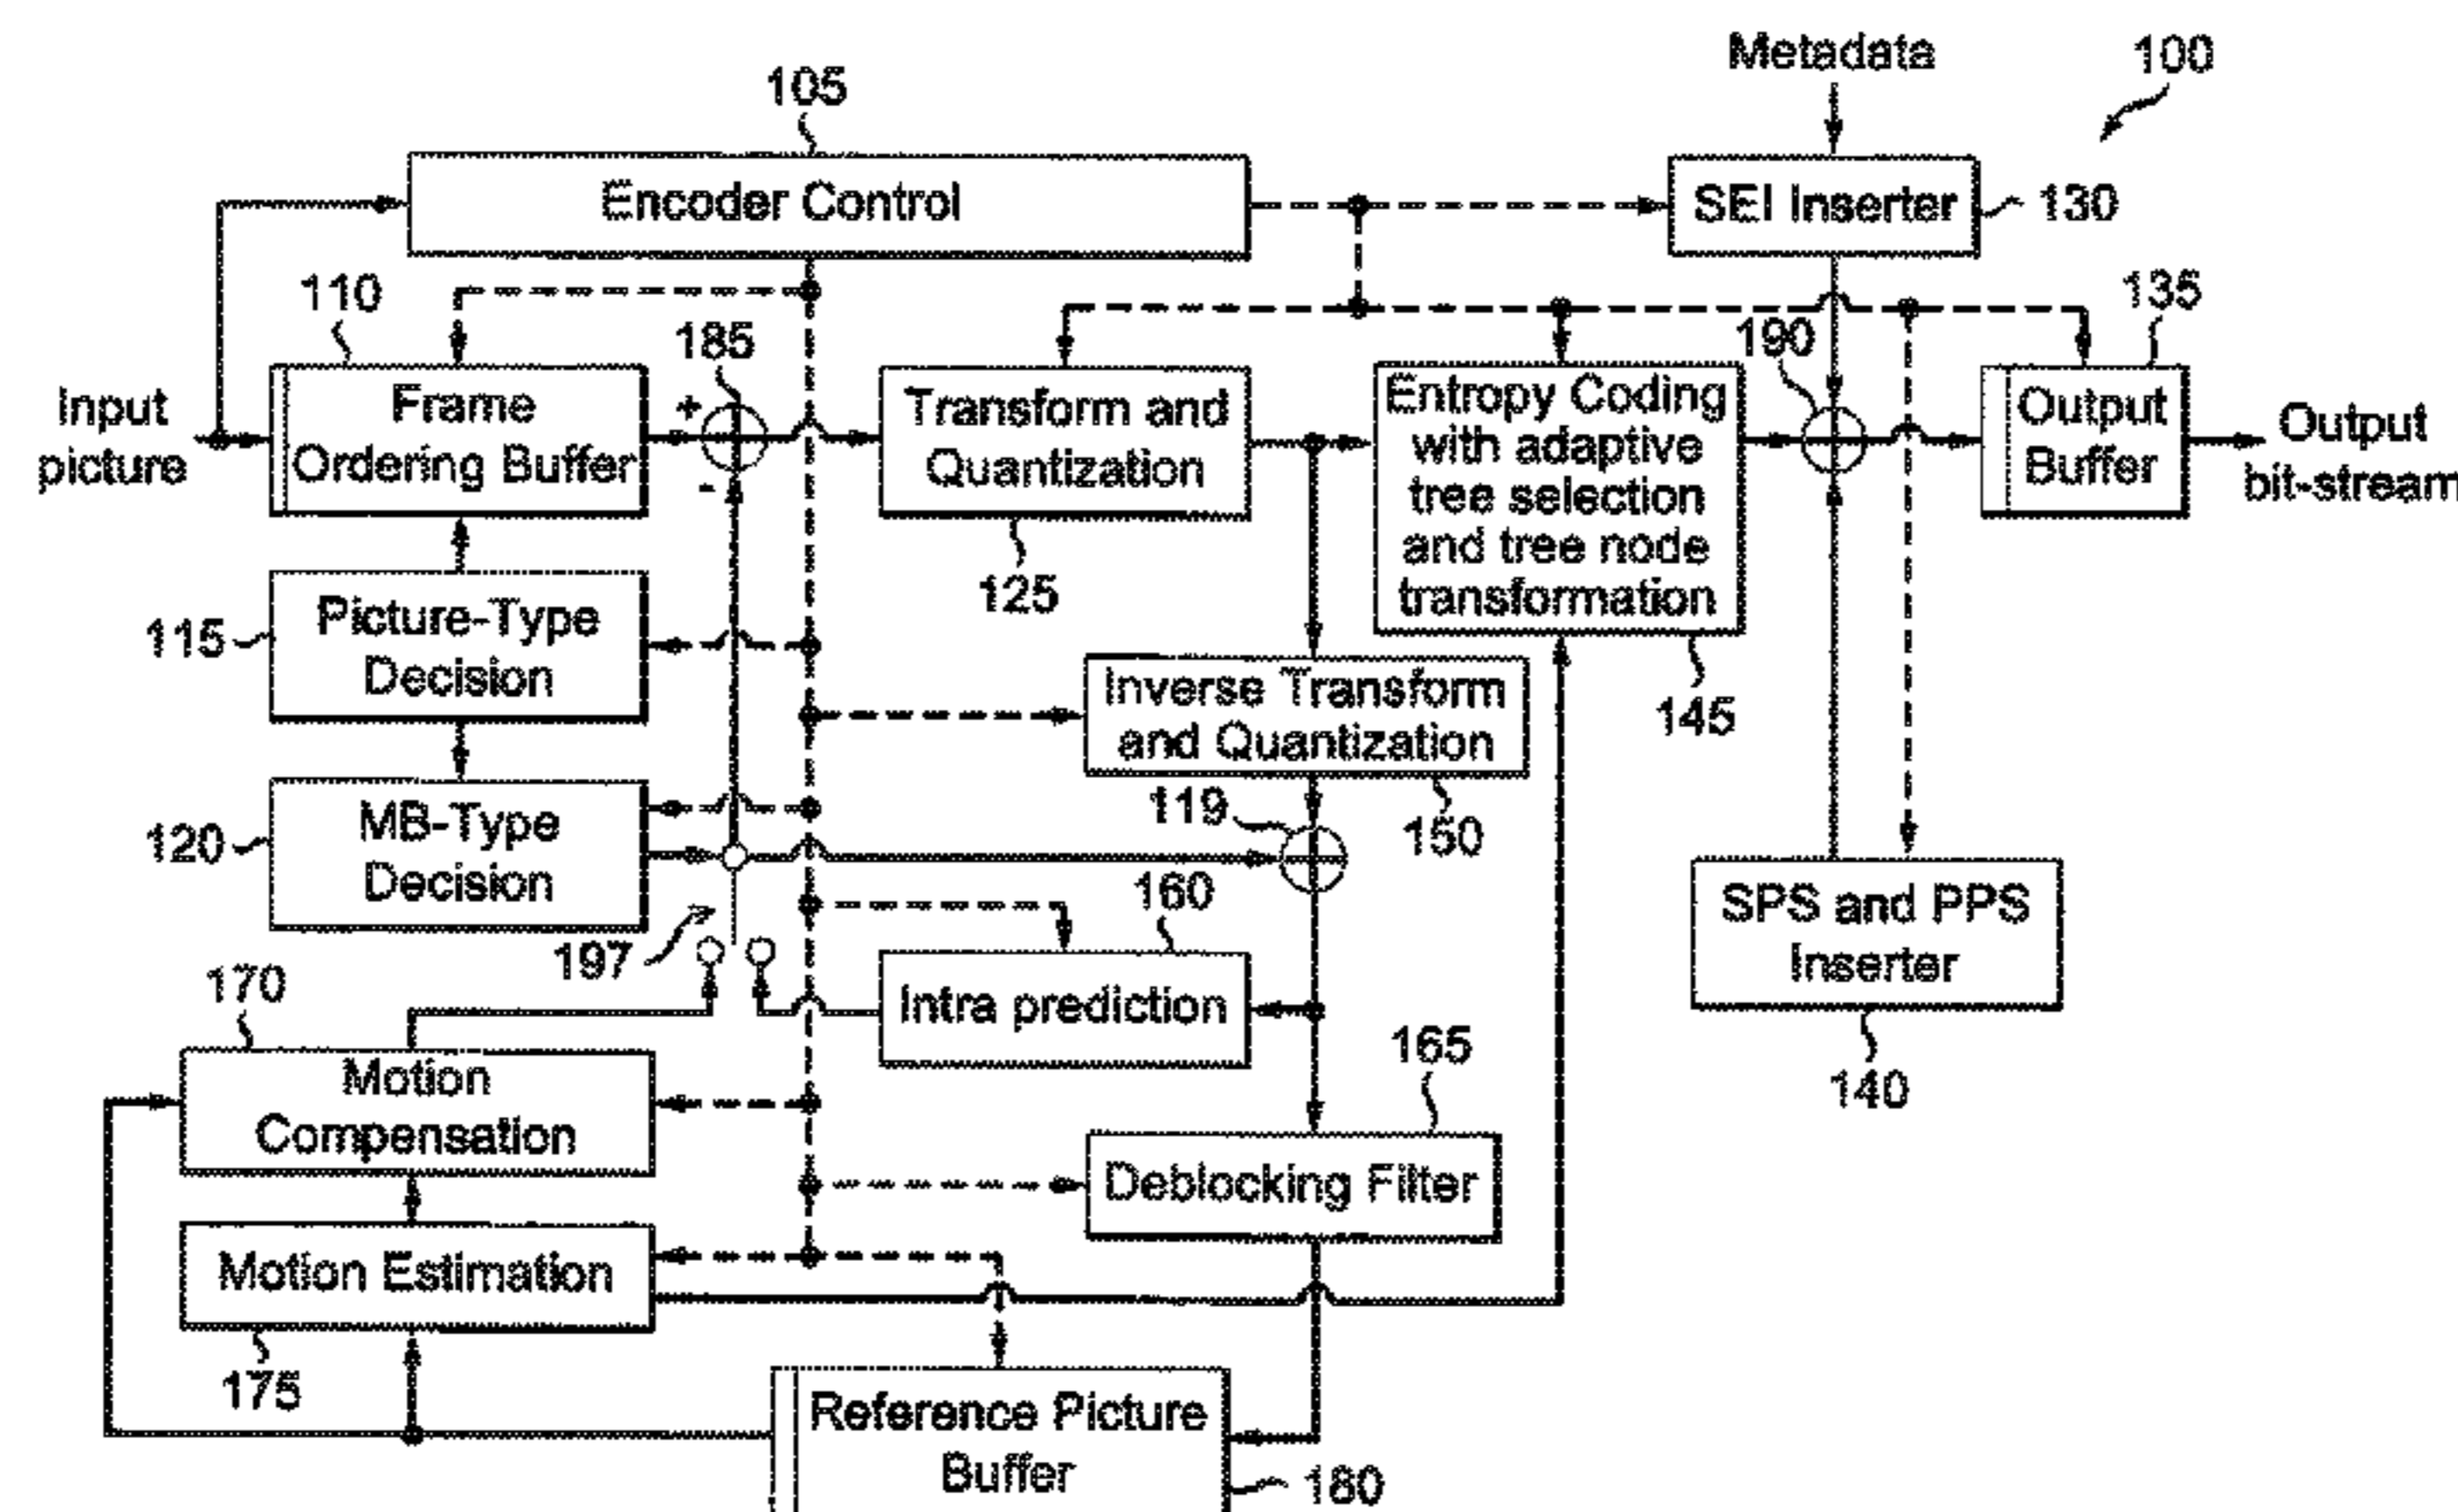 Metadata
100
105
Encoder Control
SEI Inserter
130
110
185
190
135
Input
picture
Frame
Ordering Buffer
+
-
Transform and
Quantization
125
Entropy Coding
with adaptive
tree selection
and tree node
transformation
145
Output
Buffer
Output
bit-stream
115
Picture-Type
Decision
Inverse Transform
and Quantization
150
120
MB-Type
Decision
119
197
160
Intra prediction
SPS and PPS
Inserter
140
170
Motion
Compensation
165
Deblocking Filter
Motion Estimation
175
Reference Picture
Buffer
180